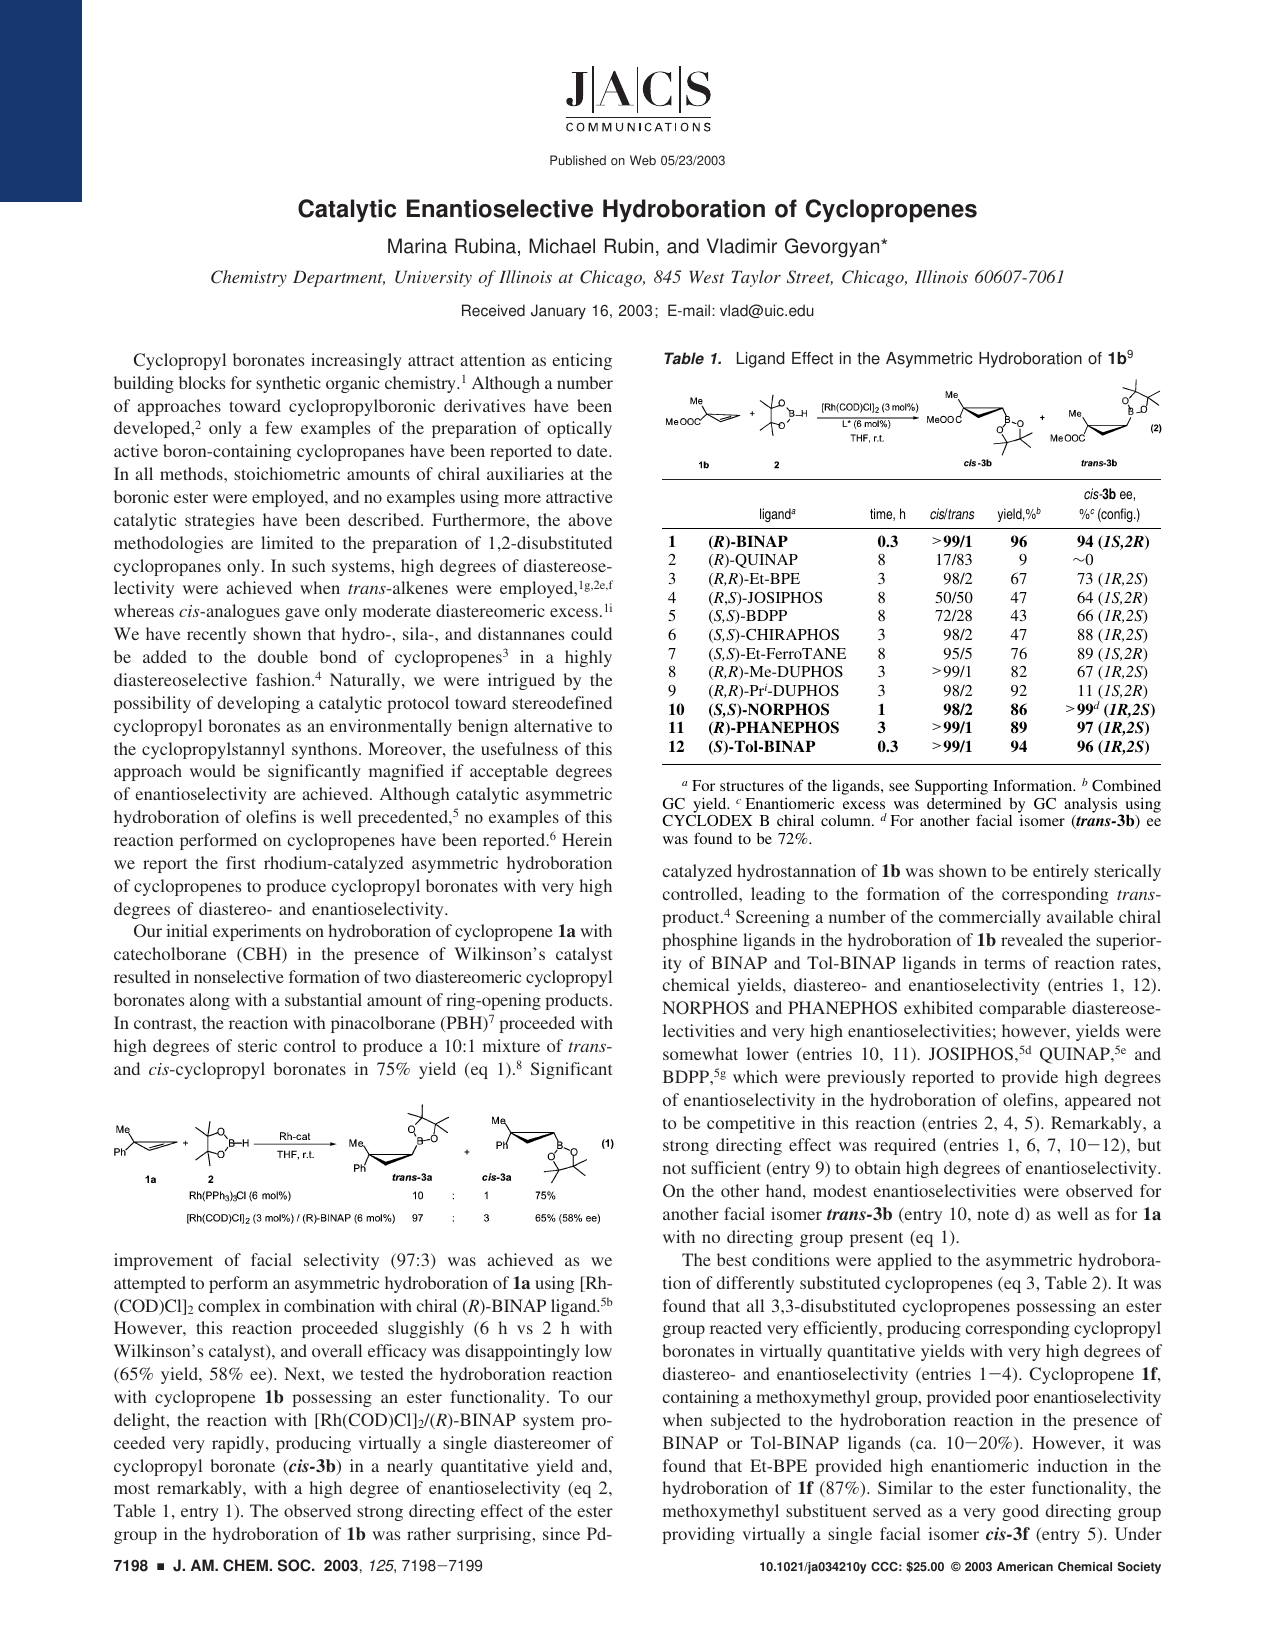 J|A|C|S
COMMUNICATIONS
Published on Web 05/23/2003
Catalytic Enantioselective Hydroboration of Cyclopropenes
Marina Rubina, Michael Rubin, and Vladimir Gevorgyan*
Chemistry Department, University of Illinois at Chicago, 845 West Taylor Street, Chicago, Illinois 60607-7061
Received January 16, 2003; E-mail: vlad@uic.edu
Cyclopropyl boronates increasingly attract attention as enticing
building blocks for synthetic organic chemistry.1 Although a number
of approaches toward cyclopropylboronic derivatives have been
developed,2 only a few examples of the preparation of optically
active boron-containing cyclopropanes have been reported to date.
In all methods, stoichiometric amounts of chiral auxiliaries at the
boronic ester were employed, and no examples using more attractive
catalytic strategies have been described. Furthermore, the above
methodologies are limited to the preparation of 1,2-disubstituted
cyclopropanes only. In such systems, high degrees of diastereose-
lectivity were achieved when trans-alkenes were employed,1g,2e,f
whereas cis-analogues gave only moderate diastereomeric excess.1i
We have recently shown that hydro-, sila-, and distannanes could
be added to the double bond of cyclopropenes3 in a highly
diastereoselective fashion.4 Naturally, we were intrigued by the
possibility of developing a catalytic protocol toward stereodefined
cyclopropyl boronates as an environmentally benign alternative to
the cyclopropylstannyl synthons. Moreover, the usefulness of this
approach would be significantly magnified if acceptable degrees
of enantioselectivity are achieved. Although catalytic asymmetric
hydroboration of olefins is well precedented,5 no examples of this
reaction performed on cyclopropenes have been reported.6 Herein
we report the first rhodium-catalyzed asymmetric hydroboration
of cyclopropenes to produce cyclopropyl boronates with very high
degrees of diastereo- and enantioselectivity.
Our initial experiments on hydroboration of cyclopropene 1a with
catecholborane (CBH) in the presence of Wilkinson's catalyst
resulted in nonselective formation of two diastereomeric cyclopropyl
boronates along with a substantial amount of ring-opening products.
In contrast, the reaction with pinacolborane (PBH)7 proceeded with
high degrees of steric control to produce a 10:1 mixture of trans-
and cis-cyclopropyl boronates in 75% yield (eq 1).8 Significant
Me Ph + O B–H O Rh-cat THF, r.t. Me Ph O B–O + Me Ph B O O (1)
1a 2 trans-3a cis-3a
Rh(PPh3)3Cl (6 mol%) 10 : 1 75%
[Rh(COD)Cl]2 (3 mol%) / (R)-BINAP (6 mol%) 97 : 3 65% (58% ee)
improvement of facial selectivity (97:3) was achieved as we
attempted to perform an asymmetric hydroboration of 1a using [Rh-
(COD)Cl]2 complex in combination with chiral (R)-BINAP ligand.5b
However, this reaction proceeded sluggishly (6 h vs 2 h with
Wilkinson's catalyst), and overall efficacy was disappointingly low
(65% yield, 58% ee). Next, we tested the hydroboration reaction
with cyclopropene 1b possessing an ester functionality. To our
delight, the reaction with [Rh(COD)Cl]2/(R)-BINAP system pro-
ceeded very rapidly, producing virtually a single diastereomer of
cyclopropyl boronate (cis-3b) in a nearly quantitative yield and,
most remarkably, with a high degree of enantioselectivity (eq 2,
Table 1, entry 1). The observed strong directing effect of the ester
group in the hydroboration of 1b was rather surprising, since Pd-
Table 1. Ligand Effect in the Asymmetric Hydroboration of 1b9
Me MeOOC + O B–H O [Rh(COD)Cl]2 (3 mol%) L* (6 mol%) THF, r.t. Me MeOOC B–O O + Me MeOOC O B–O (2)
1b 2 cis-3b trans-3b
liganda time, h cis/trans yield,%b cis-3b ee, %c (config.)
1 (R)-BINAP 0.3 >99/1 96 94 (1S,2R)
2 (R)-QUINAP 8 17/83 9 ~0
3 (R,R)-Et-BPE 3 98/2 67 73 (1R,2S)
4 (R,S)-JOSIPHOS 8 50/50 47 64 (1S,2R)
5 (S,S)-BDPP 8 72/28 43 66 (1R,2S)
6 (S,S)-CHIRAPHOS 3 98/2 47 88 (1R,2S)
7 (S,S)-Et-FerroTANE 8 95/5 76 89 (1S,2R)
8 (R,R)-Me-DUPHOS 3 >99/1 82 67 (1R,2S)
9 (R,R)-Pri-DUPHOS 3 98/2 92 11 (1S,2R)
10 (S,S)-NORPHOS 1 98/2 86 >99d (1R,2S)
11 (R)-PHANEPHOS 3 >99/1 89 97 (1R,2S)
12 (S)-Tol-BINAP 0.3 >99/1 94 96 (1R,2S)
a For structures of the ligands, see Supporting Information. b Combined
GC yield. c Enantiomeric excess was determined by GC analysis using
CYCLODEX B chiral column. d For another facial isomer (trans-3b) ee
was found to be 72%.
catalyzed hydrostannation of 1b was shown to be entirely sterically
controlled, leading to the formation of the corresponding trans-
product.4 Screening a number of the commercially available chiral
phosphine ligands in the hydroboration of 1b revealed the superior-
ity of BINAP and Tol-BINAP ligands in terms of reaction rates,
chemical yields, diastereo- and enantioselectivity (entries 1, 12).
NORPHOS and PHANEPHOS exhibited comparable diastereose-
lectivities and very high enantioselectivities; however, yields were
somewhat lower (entries 10, 11). JOSIPHOS,5d QUINAP,5e and
BDPP,5g which were previously reported to provide high degrees
of enantioselectivity in the hydroboration of olefins, appeared not
to be competitive in this reaction (entries 2, 4, 5). Remarkably, a
strong directing effect was required (entries 1, 6, 7, 10−12), but
not sufficient (entry 9) to obtain high degrees of enantioselectivity.
On the other hand, modest enantioselectivities were observed for
another facial isomer trans-3b (entry 10, note d) as well as for 1a
with no directing group present (eq 1).
The best conditions were applied to the asymmetric hydrobora-
tion of differently substituted cyclopropenes (eq 3, Table 2). It was
found that all 3,3-disubstituted cyclopropenes possessing an ester
group reacted very efficiently, producing corresponding cyclopropyl
boronates in virtually quantitative yields with very high degrees of
diastereo- and enantioselectivity (entries 1−4). Cyclopropene 1f,
containing a methoxymethyl group, provided poor enantioselectivity
when subjected to the hydroboration reaction in the presence of
BINAP or Tol-BINAP ligands (ca. 10−20%). However, it was
found that Et-BPE provided high enantiomeric induction in the
hydroboration of 1f (87%). Similar to the ester functionality, the
methoxymethyl substituent served as a very good directing group
providing virtually a single facial isomer cis-3f (entry 5). Under
7198 ■ J. AM. CHEM. SOC. 2003, 125, 7198−7199
10.1021/ja034210y CCC: $25.00 © 2003 American Chemical Society